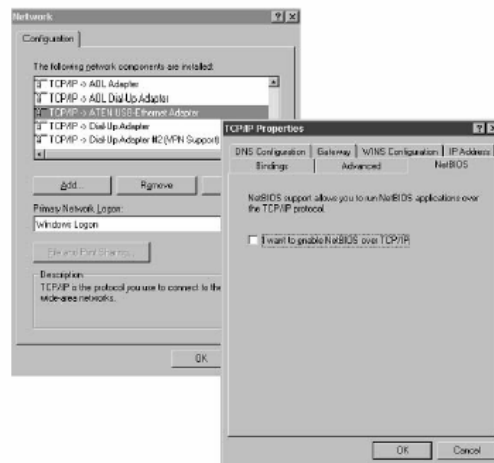 Network
Configuration
The following network components are installed:
TCP/IP -> AOL Adapter
TCP/IP -> AOL Dial-Up Adapter
TCP/IP -> ATEN USB-Ethernet Adapter
TCP/IP -> Dial-Up Adapter
TCP/IP -> Dial-Up Adapter #2 (VPN Support)
Add...
Remove
Primary Network Logon:
Windows Logon
File and Print Sharing...
Description
TCP/IP is the protocol you use to connect to the
wide-area networks.
OK
TCP/IP Properties
DNS Configuration
Gateway
WINS Configuration
IP Address
Bindings
Advanced
NetBIOS
NetBIOS support allows you to run NetBIOS applications over
the TCP/IP protocol.
I want to enable NetBIOS over TCP/IP
OK
Cancel